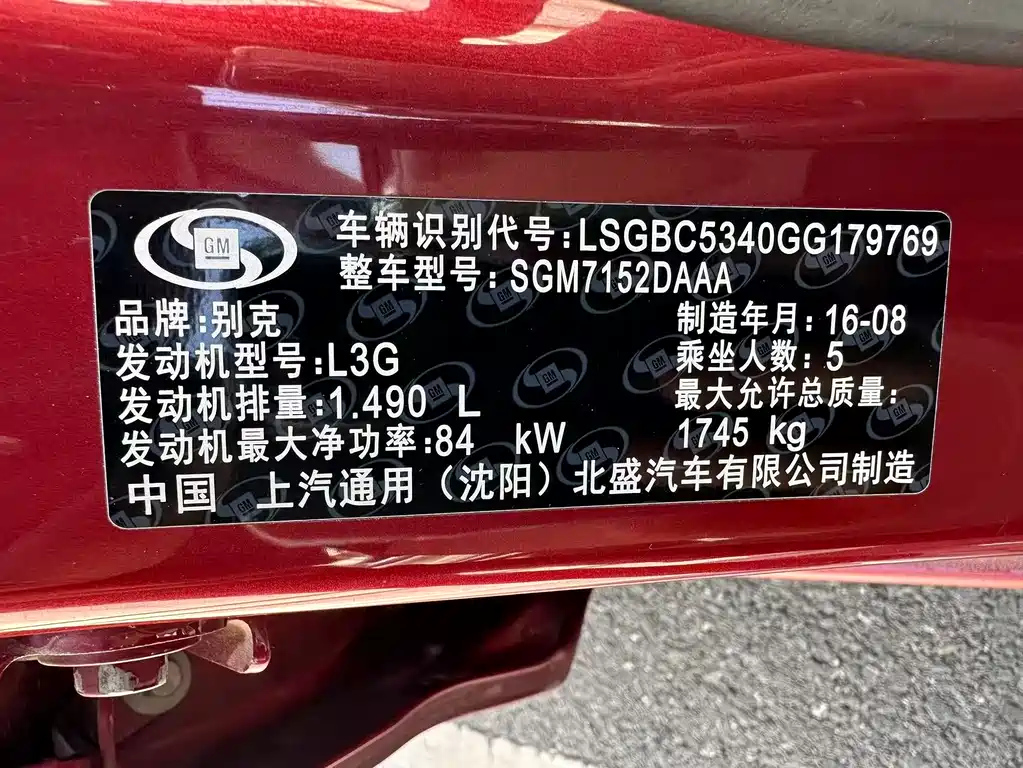 GM
车辆识别代号:LSGBC5340GG179769
整车型号:SGM7152DAAA
品牌:别克
制造年月:16-08
发动机型号:L3G
乘坐人数:5
发动机排量:1.490 L
最大允许总质量:
1745 kg
发动机最大净功率:84 kW
中国 上汽通用(沈阳)北盛汽车有限公司制造